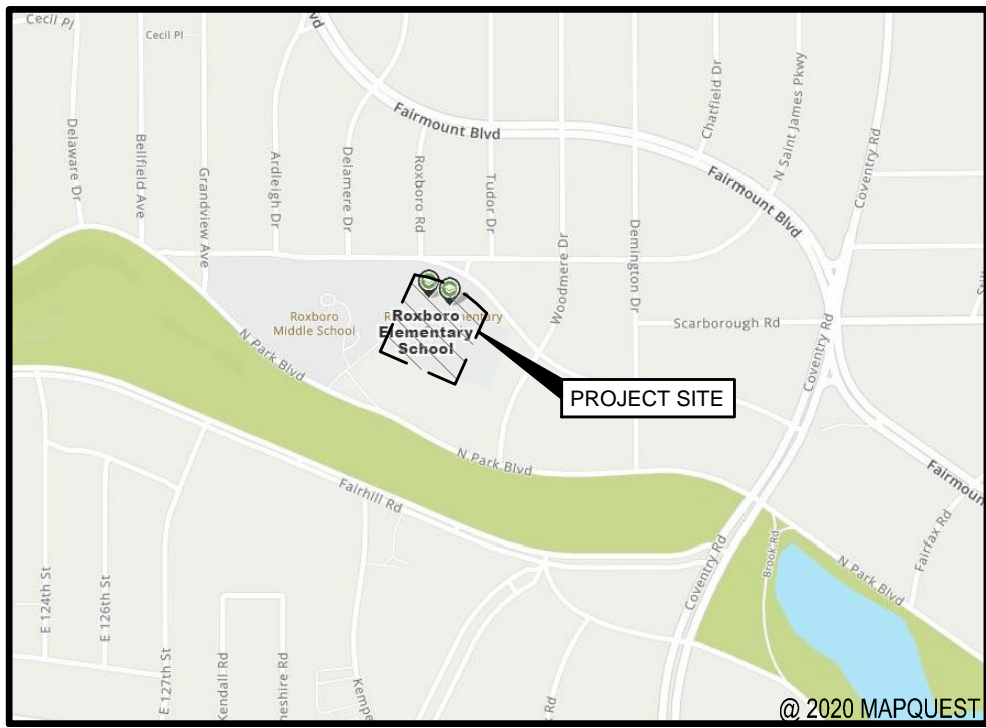 Cecil Pl
Cecil Pl
Fairmount Blvd
Chatfield Dr
N Saint James Pkwy
Coventry Rd
Delaware Dr
Bellfield Ave
Grandview Ave
Ardleigh Dr
Delamere Dr
Roxboro Rd
Tudor Dr
Woodmere Dr
Demington Dr
Fairmount Blvd
Roxboro
Middle School
Roxboro
Elementary
School
Scarborough Rd
Coventry Rd
PROJECT SITE
N Park Blvd
N Park Blvd
Fairhill Rd
Coventry Rd
Brook Rd
N Park Blvd
Fairfax Rd
E 124th St
E 126th St
E 127th St
Kendall Rd
@ 2020 MAPQUEST